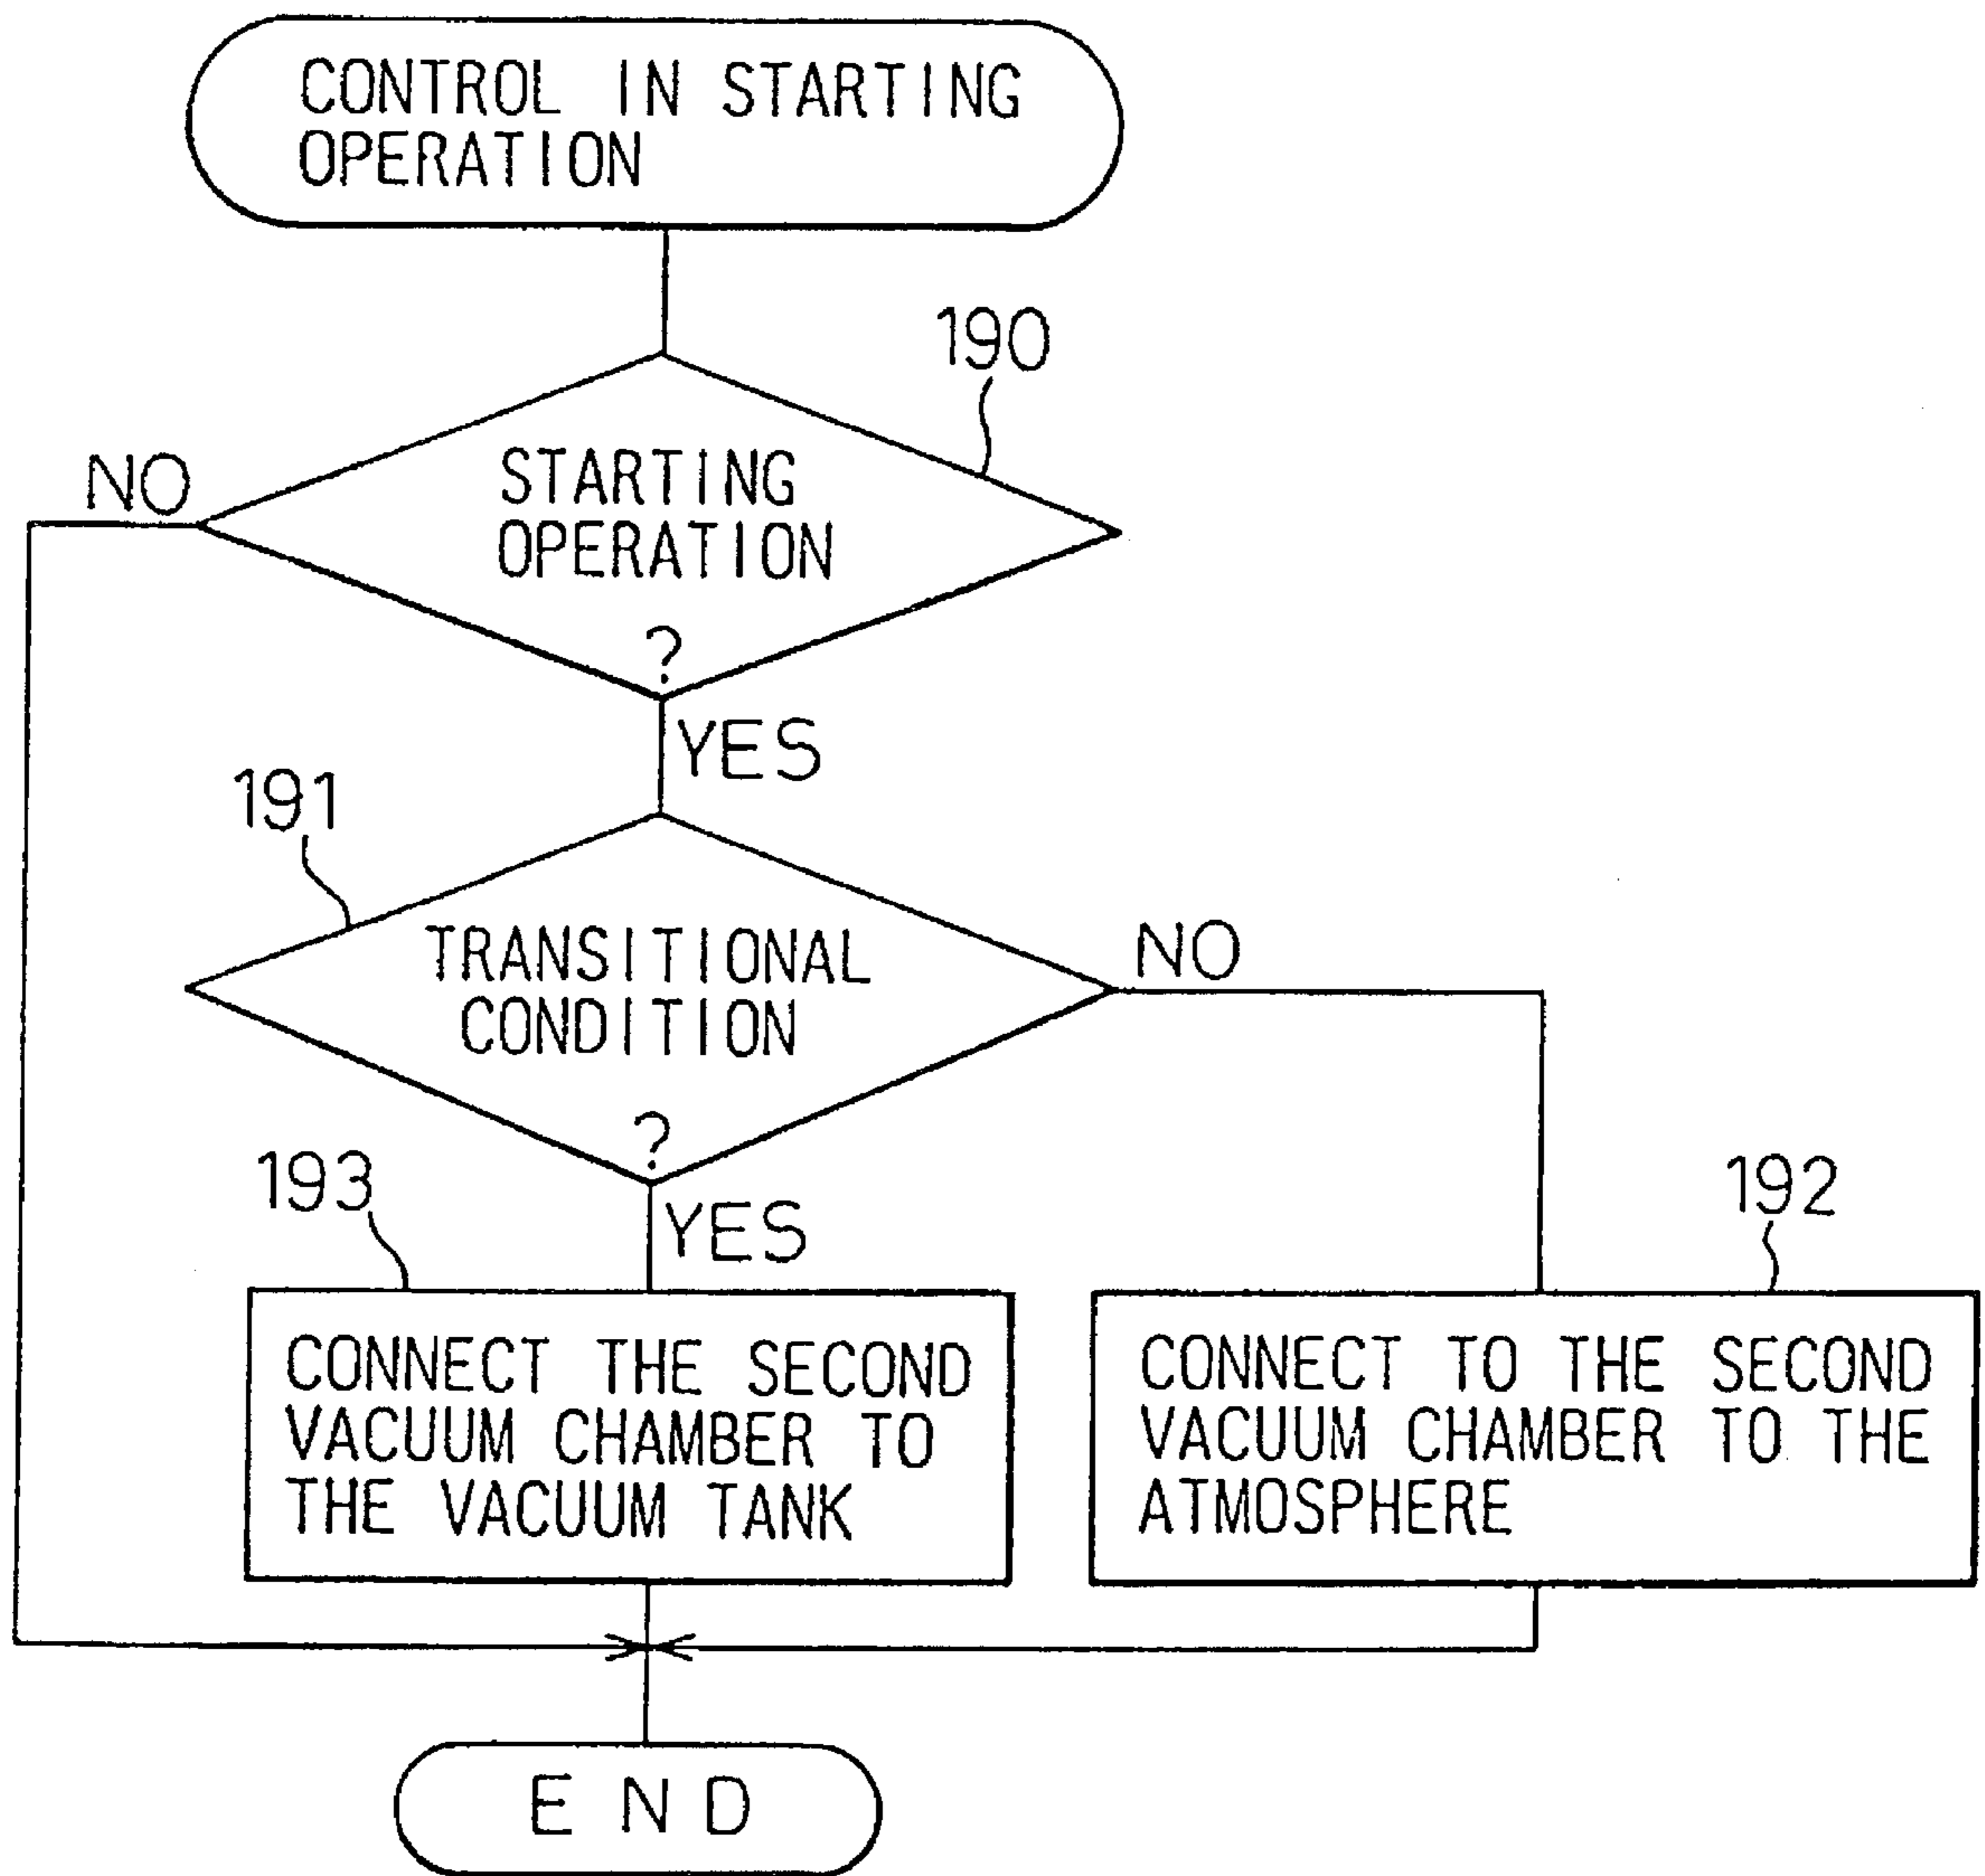 CONTROL IN STARTING
OPERATION
190
NO
STARTING
OPERATION
?
YES
191
TRANSITIONAL
CONDITION
?
NO
193
YES
192
CONNECT THE SECOND
VACUUM CHAMBER TO
THE VACUUM TANK
CONNECT TO THE SECOND
VACUUM CHAMBER TO THE
ATMOSPHERE
END